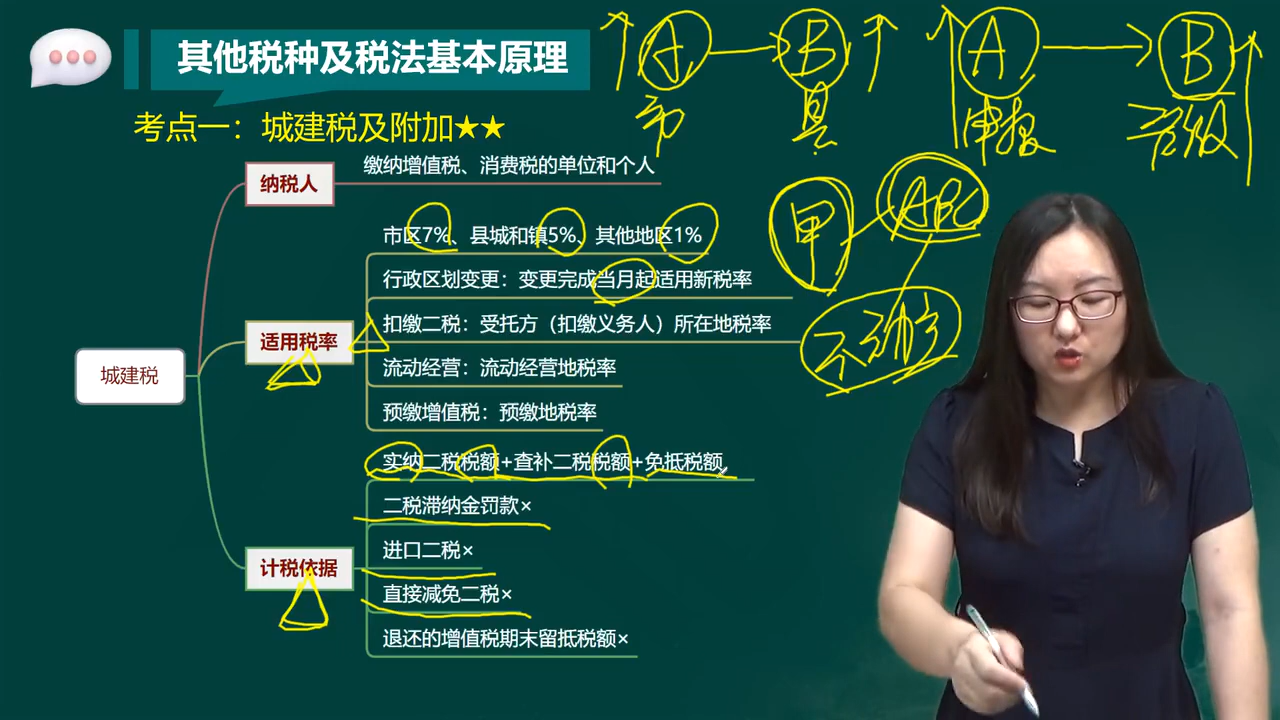 其他税种及税法基本原理
考点一：城建税及附加★★
A
B
A
B
市
县
申报
甲
ABC
城建税
纳税人
缴纳增值税、消费税的单位和个人
适用税率
市区7%、县城和镇5%、其他地区1%
行政区划变更：变更完成当月起适用新税率
扣缴二税：受托方（扣缴义务人）所在地税率
流动经营：流动经营地税率
预缴增值税：预缴地税率
计税依据
实纳二税税额+查补二税税额+免抵税额
二税滞纳金罚款×
进口二税×
直接减免二税×
退还的增值税期末留抵税额×